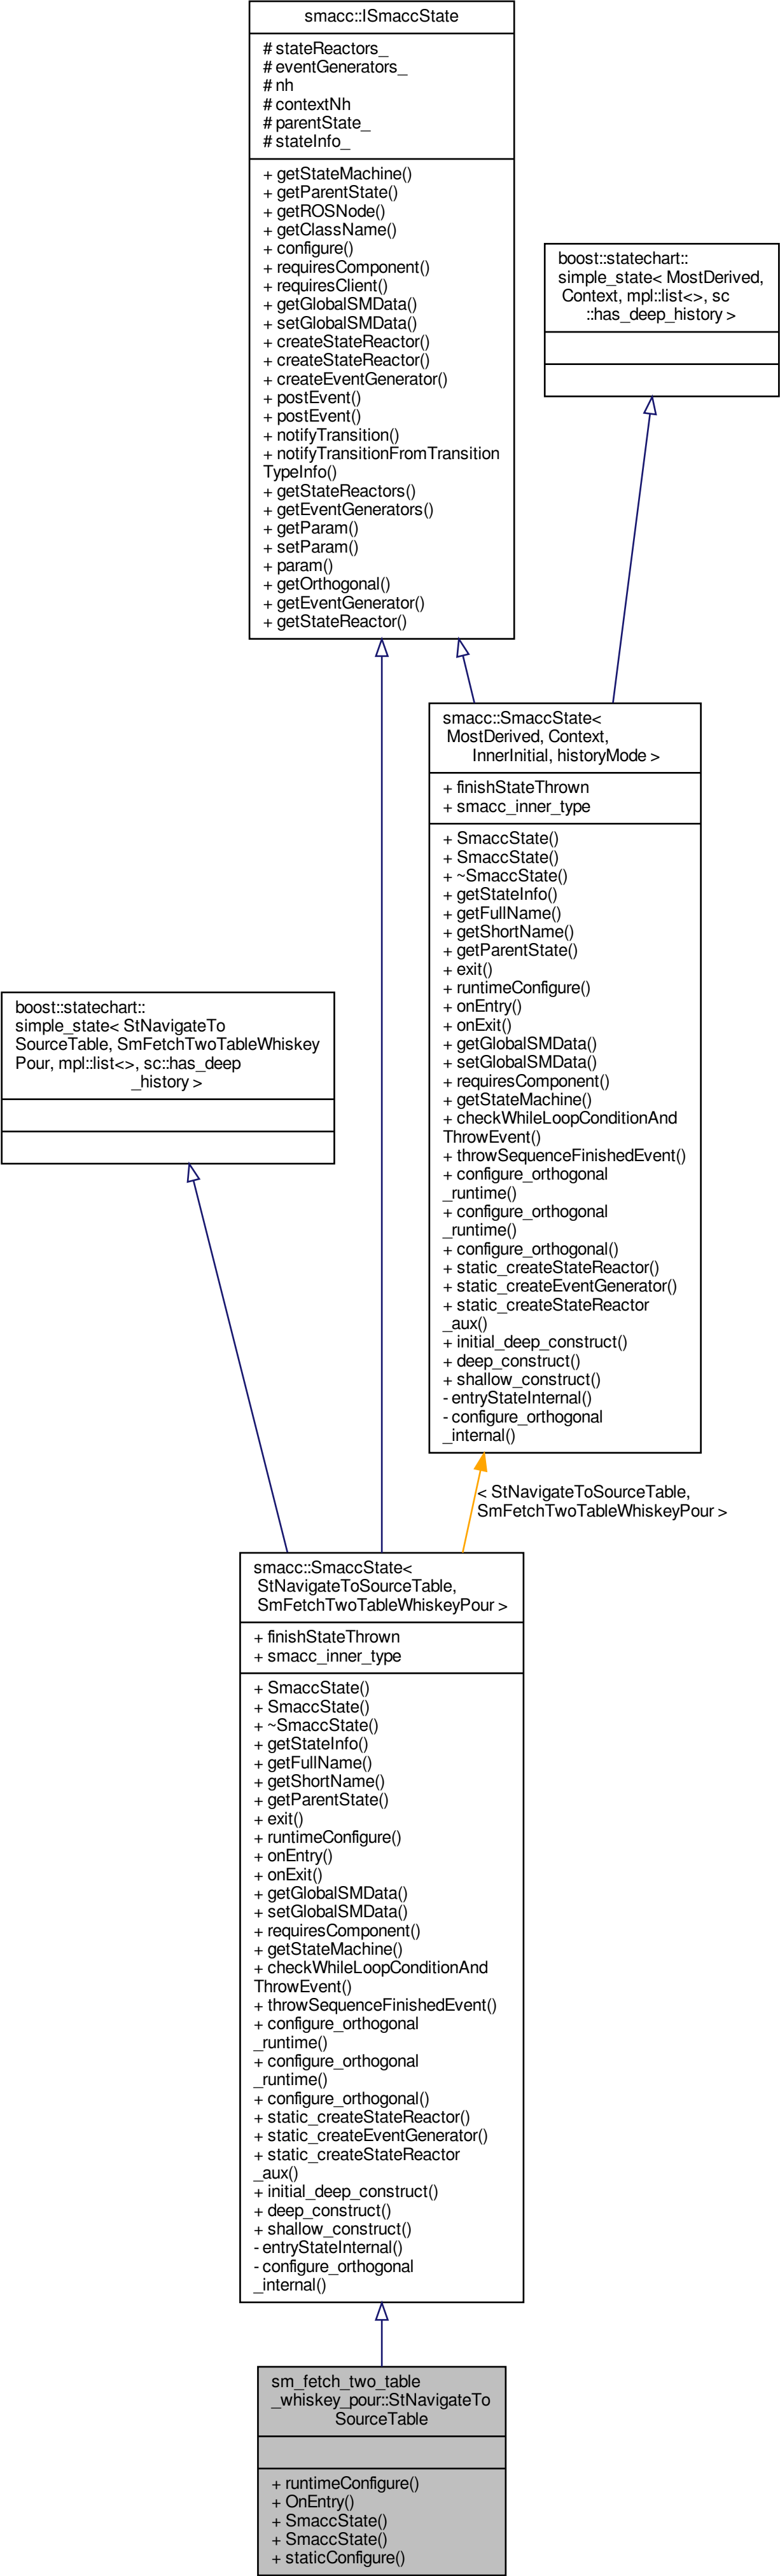 smacc::ISmaccState
# stateReactors_
# eventGenerators_
# nh
# contextNh
# parentState_
# stateInfo_
+ getStateMachine()
+ getParentState()
+ getROSNode()
+ getClassName()
+ configure()
+ requiresComponent()
+ requiresClient()
+ getGlobalSMData()
+ setGlobalSMData()
+ createStateReactor()
+ createStateReactor()
+ createEventGenerator()
+ postEvent()
+ postEvent()
+ notifyTransition()
+ notifyTransitionFromTransition
TypeInfo()
+ getStateReactors()
+ getEventGenerators()
+ getParam()
+ setParam()
+ param()
+ getOrthogonal()
+ getEventGenerator()
+ getStateReactor()
boost::statechart::
simple_state< MostDerived,
Context, mpl::list<>, sc
::has_deep_history >
smacc::SmaccState<
MostDerived, Context,
InnerInitial, historyMode >
+ finishStateThrown
+ smacc_inner_type
+ SmaccState()
+ SmaccState()
+ ~SmaccState()
+ getStateInfo()
+ getFullName()
+ getShortName()
+ getParentState()
+ exit()
+ runtimeConfigure()
+ onEntry()
+ onExit()
+ getGlobalSMData()
+ setGlobalSMData()
+ requiresComponent()
+ getStateMachine()
+ checkWhileLoopConditionAnd
ThrowEvent()
+ throwSequenceFinishedEvent()
+ configure_orthogonal
_runtime()
+ configure_orthogonal
_runtime()
+ configure_orthogonal()
+ static_createStateReactor()
+ static_createEventGenerator()
+ static_createStateReactor
_aux()
+ initial_deep_construct()
+ deep_construct()
+ shallow_construct()
- entryStateInternal()
- configure_orthogonal
_internal()
boost::statechart::
simple_state< StNavigateTo
SourceTable, SmFetchTwoTableWhiskey
Pour, mpl::list<>, sc::has_deep
_history >
< StNavigateToSourceTable,
SmFetchTwoTableWhiskeyPour >
smacc::SmaccState<
StNavigateToSourceTable,
SmFetchTwoTableWhiskeyPour >
+ finishStateThrown
+ smacc_inner_type
+ SmaccState()
+ SmaccState()
+ ~SmaccState()
+ getStateInfo()
+ getFullName()
+ getShortName()
+ getParentState()
+ exit()
+ runtimeConfigure()
+ onEntry()
+ onExit()
+ getGlobalSMData()
+ setGlobalSMData()
+ requiresComponent()
+ getStateMachine()
+ checkWhileLoopConditionAnd
ThrowEvent()
+ throwSequenceFinishedEvent()
+ configure_orthogonal
_runtime()
+ configure_orthogonal
_runtime()
+ configure_orthogonal()
+ static_createStateReactor()
+ static_createEventGenerator()
+ static_createStateReactor
_aux()
+ initial_deep_construct()
+ deep_construct()
+ shallow_construct()
- entryStateInternal()
- configure_orthogonal
_internal()
sm_fetch_two_table
_whiskey_pour::StNavigateTo
SourceTable
+ runtimeConfigure()
+ OnEntry()
+ SmaccState()
+ SmaccState()
+ staticConfigure()